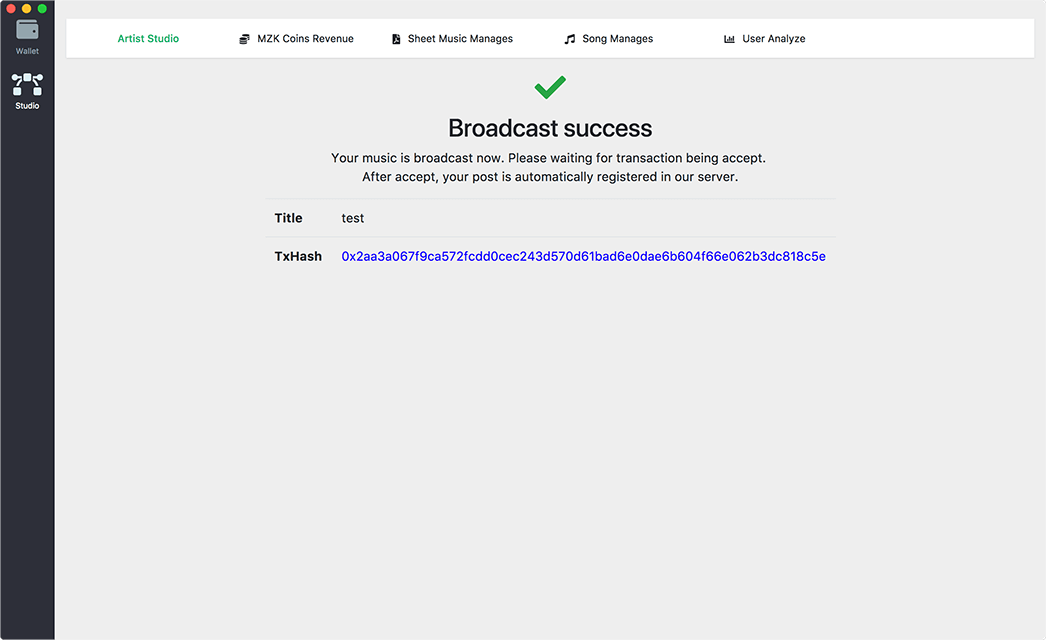 Wallet
Studio
Artist Studio MZK Coins Revenue Sheet Music Manages Song Manages User Analyze
Broadcast success
Your music is broadcast now. Please waiting for transaction being accept.
After accept, your post is automatically registered in our server.
Title test
TxHash 0x2aa3a067f9ca572fcdd0cec243d570d61bad6e0dae6b604f66e062b3dc818c5e